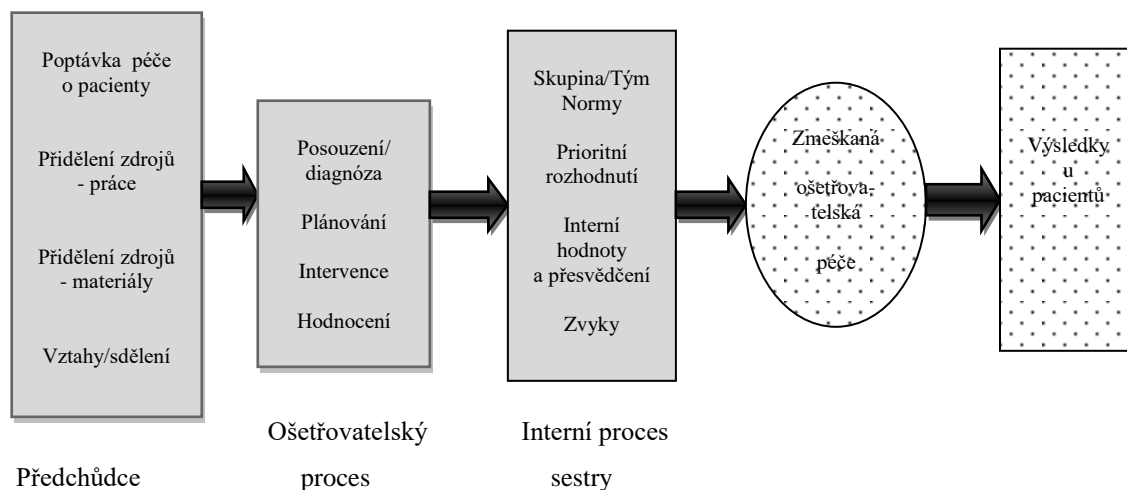 Poptávka péče
o pacienty
Přidělení zdrojů
- práce
Přidělení zdrojů
- materiály
Vztahy/sdělení
Posouzení/
diagnóza
Plánování
Intervence
Hodnocení
Skupina/Tým
Normy
Prioritní
rozhodnutí
Interní
hodnoty
a přesvědčení
Zvyky
Zmeškaná
ošetřova-
telská
péče
Výsledky
u
pacientů
Předchůdce
Ošetřovatelský
proces
Interní proces
sestry